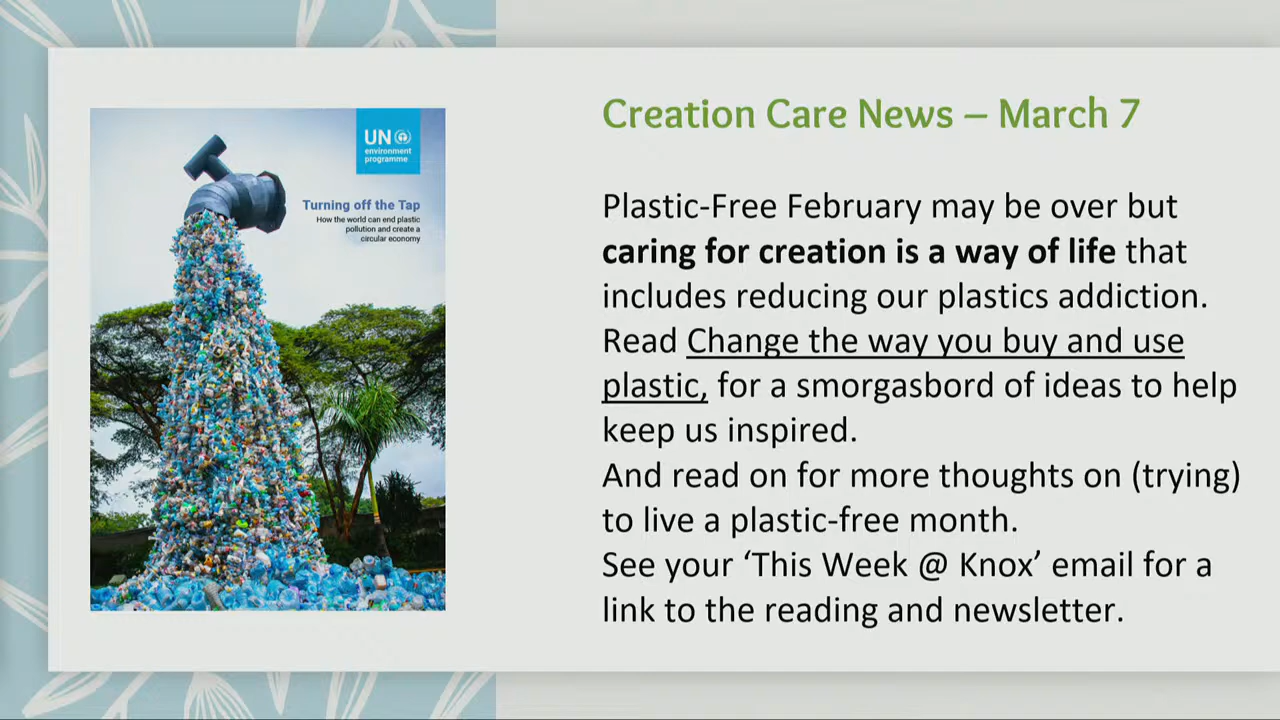 UN
environment
programme
Turning off the Tap
How the world can end plastic
pollution and create a
circular economy
Creation Care News – March 7
Plastic-Free February may be over but
caring for creation is a way of life that
includes reducing our plastics addiction.
Read Change the way you buy and use
plastic, for a smorgasbord of ideas to help
keep us inspired.
And read on for more thoughts on (trying)
to live a plastic-free month.
See your ‘This Week @ Knox’ email for a
link to the reading and newsletter.